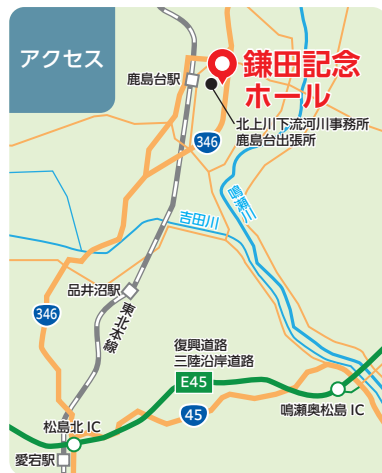 アクセス
鹿島台駅
鎌田記念
ホール
北上川下流河川事務所
鹿島台出張所
346
鳴瀬川
吉田川
品井沼駅
東北本線
346
復興道路
三陸沿岸道路
E45
45
鳴瀬奥松島 IC
松島北 IC
愛宕駅